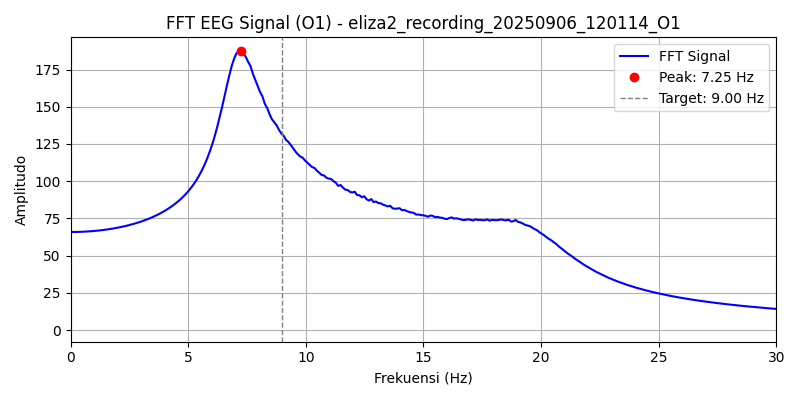 FFT EEG Signal (O1) - eliza2_recording_20250906_120114_O1
FFT Signal
Peak: 7.25 Hz
Target: 9.00 Hz
Amplitudo
175
150
125
100
75
50
25
0
0 5 10 15 20 25 30
Frekuensi (Hz)